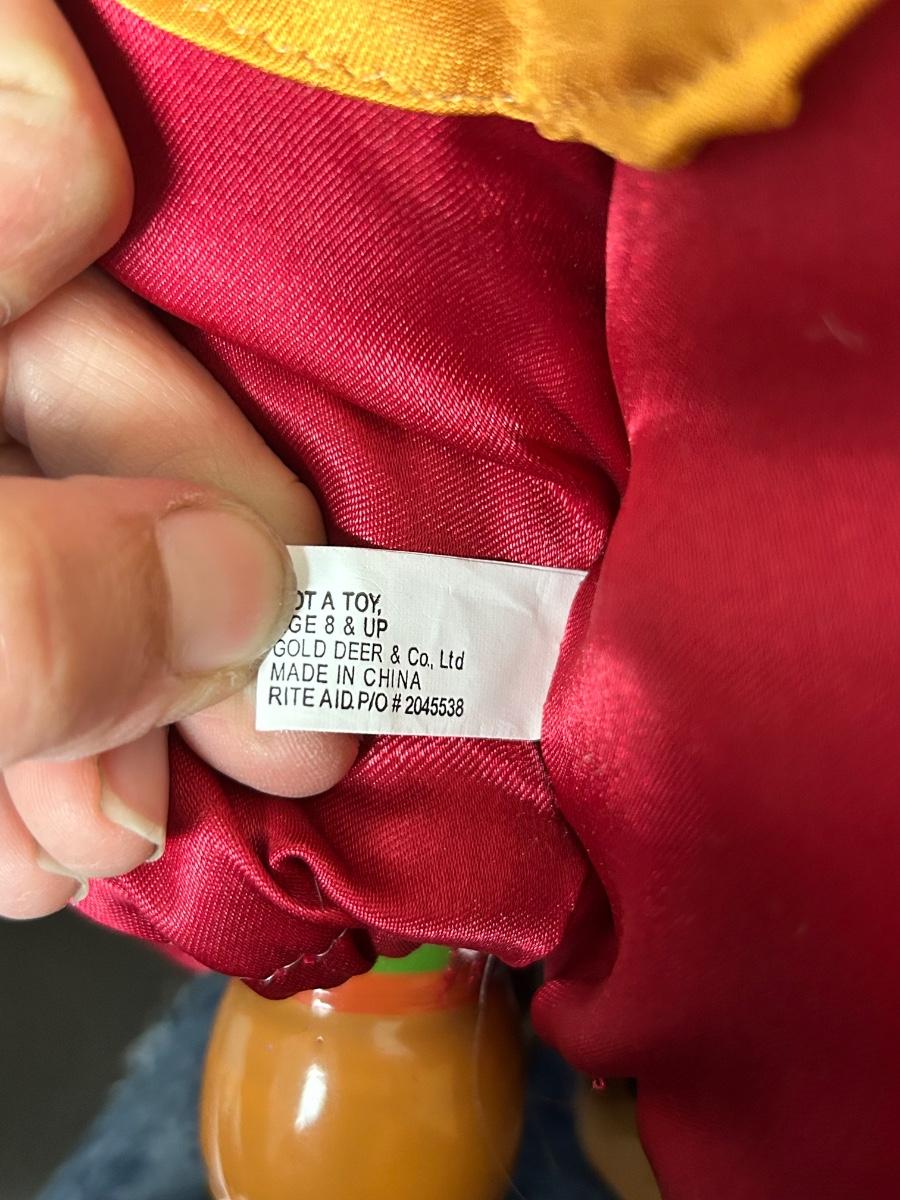 OT A TOY,
GE 8 & UP
GOLD DEER & Co., Ltd
MADE IN CHINA
RITE AID.P/O # 2045538